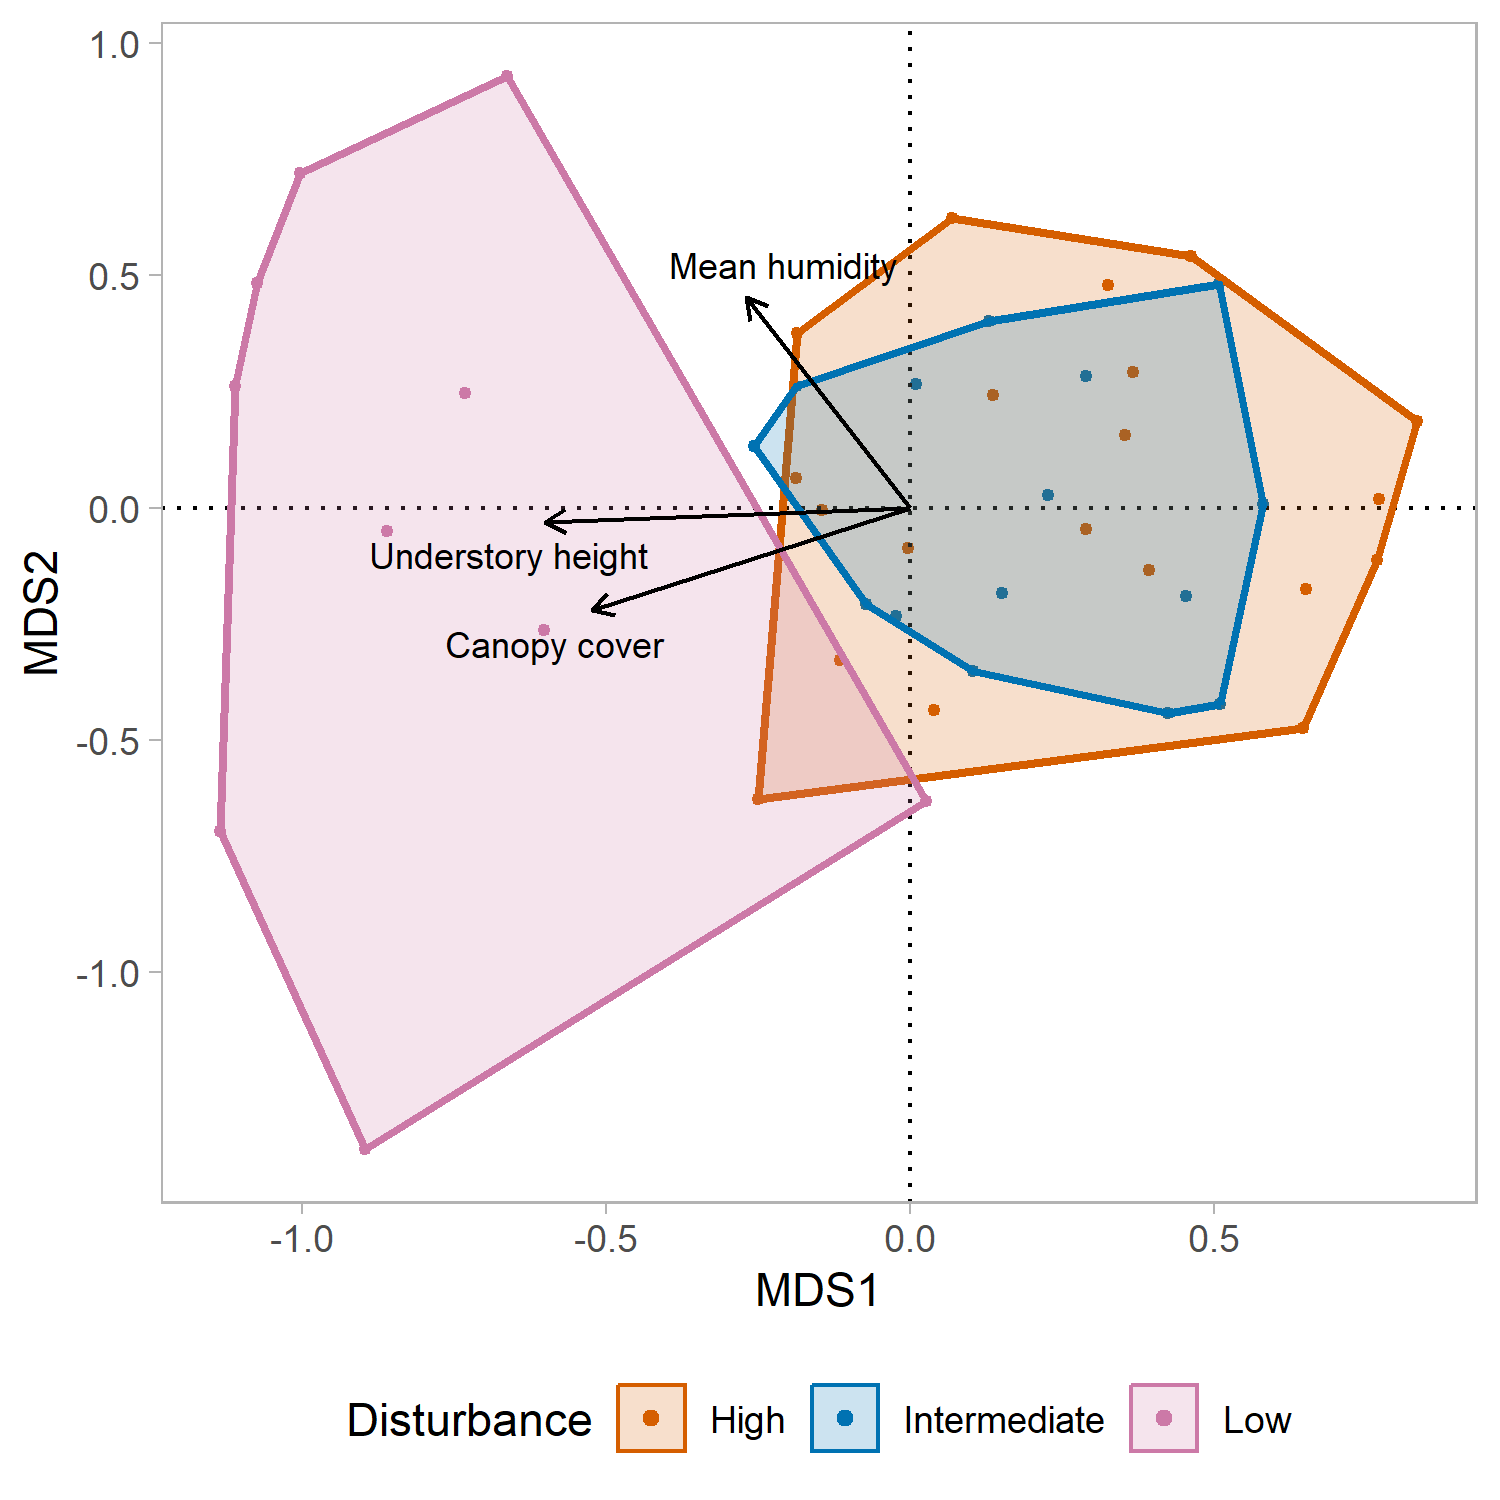 1.0
0.5
0.0
-0.5
-1.0
MDS2
Mean humidity
Understory height
Canopy cover
-1.0 -0.5 0.0 0.5
MDS1
Disturbance High Intermediate Low